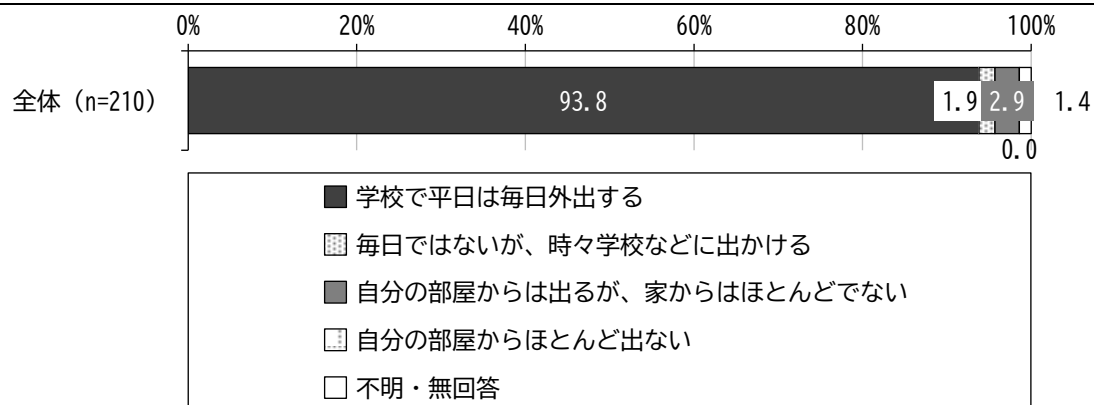 0% 20% 40% 60% 80% 100%
全体（n=210） 93.8 1.9 2.9 1.4
0.0
学校で平日は毎日外出する
毎日ではないが、時々学校などに出かける
自分の部屋からは出るが、家からはほとんどでない
自分の部屋からほとんど出ない
不明・無回答